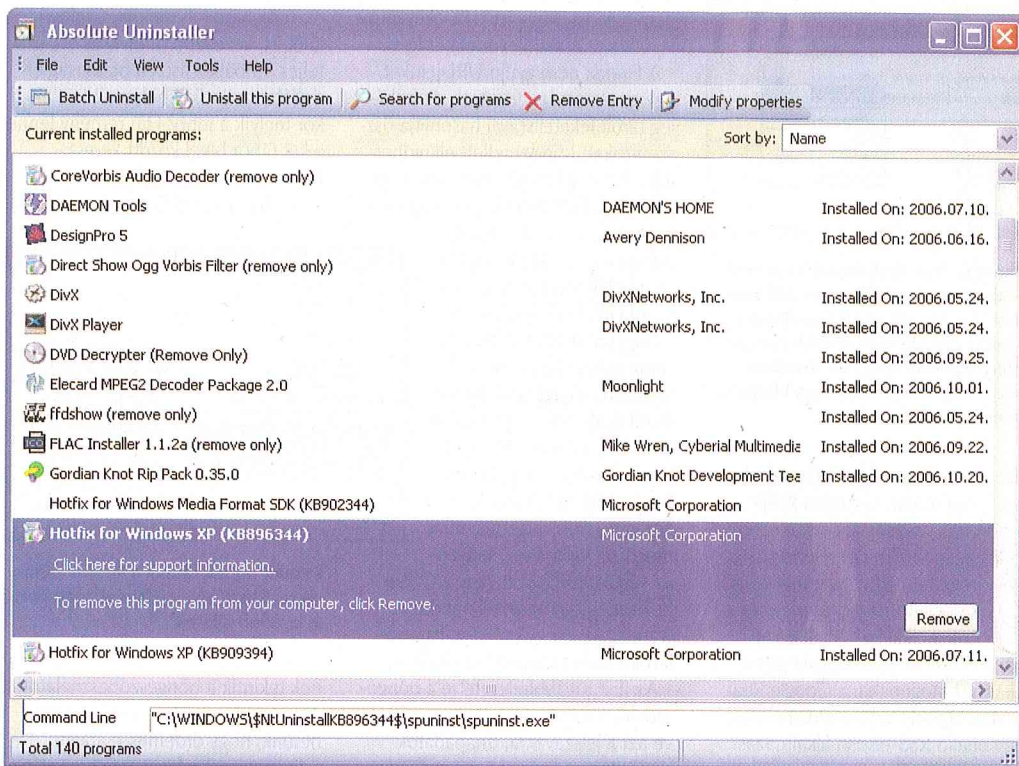 Absolute Uninstaller
File Edit View Tools Help
Batch Uninstall Unistall this program Search for programs Remove Entry Modify properties
Current installed programs: Sort by: Name
CoreVorbis Audio Decoder (remove only)
DAEMON Tools DAEMON'S HOME Installed On: 2006.07.10.
DesignPro 5 Avery Dennison Installed On: 2006.06.16.
Direct Show Ogg Vorbis Filter (remove only)
DivX DivXNetworks, Inc. Installed On: 2006.05.24.
DivX Player DivXNetworks, Inc. Installed On: 2006.05.24.
DVD Decrypter (Remove Only) Installed On: 2006.09.25.
Elecard MPEG2 Decoder Package 2.0 Moonlight Installed On: 2006.10.01.
ffdshow (remove only) Installed On: 2006.05.24.
FLAC Installer 1.1.2a (remove only) Mike Wren, Cyberial Multimedia Installed On: 2006.09.22.
Gordian Knot Rip Pack 0.35.0 Gordian Knot Development Tea Installed On: 2006.10.20.
Hotfix for Windows Media Format SDK (KB902344) Microsoft Corporation
Hotfix for Windows XP (KB896344) Microsoft Corporation
Click here for support information.
To remove this program from your computer, click Remove.
Remove
Hotfix for Windows XP (KB909394) Microsoft Corporation Installed On: 2006.07.11.
Command Line "C:\WINDOWS\$NtUninstallKB896344$\spuninst\spuninst.exe"
Total 140 programs